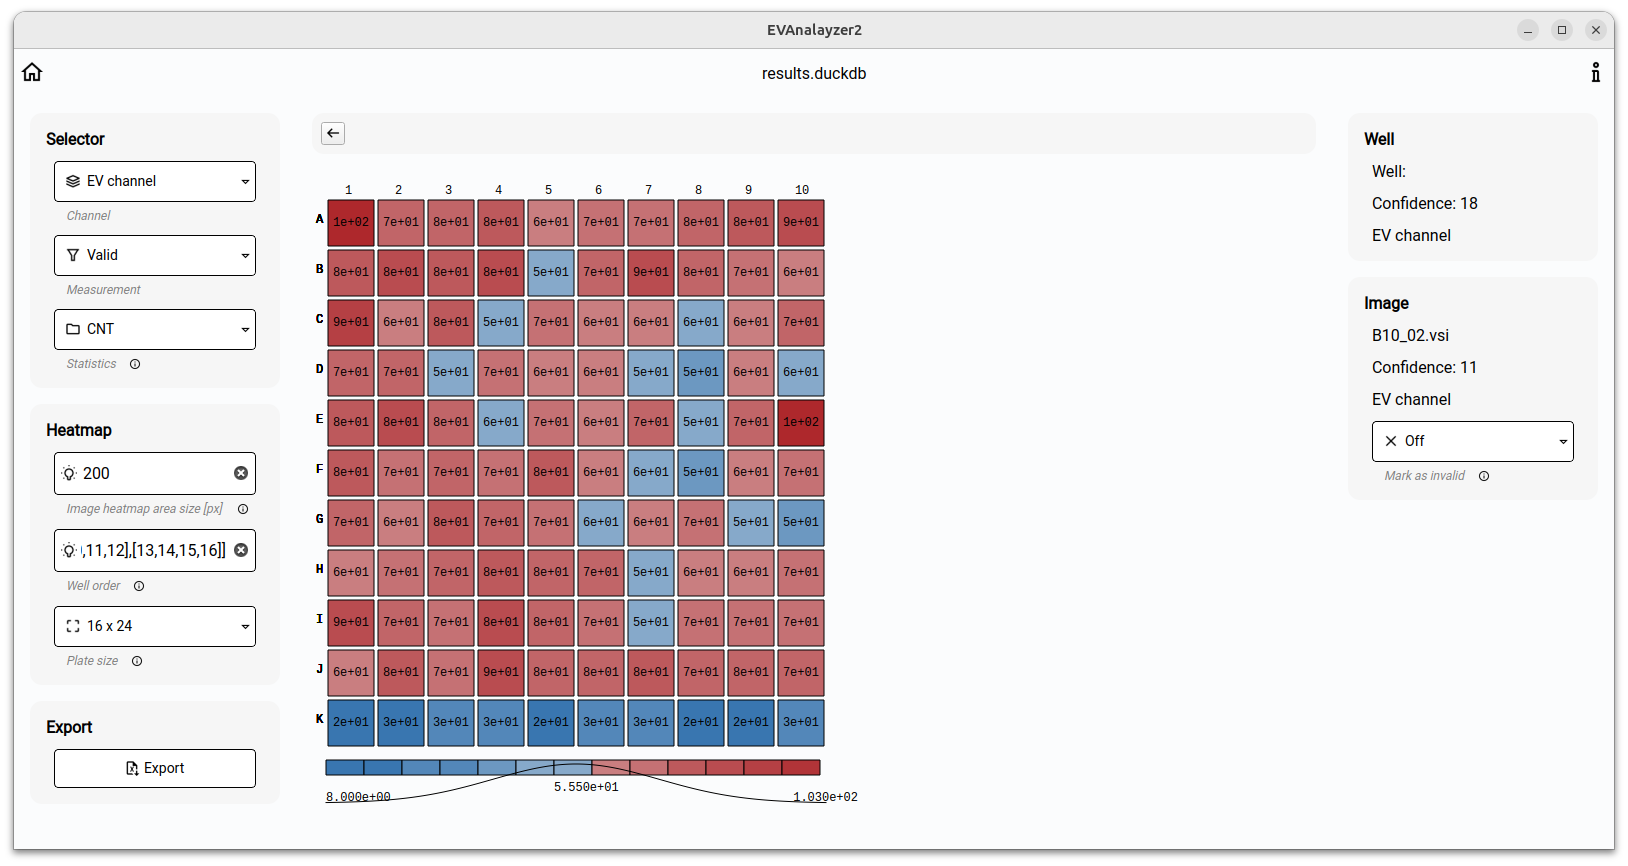 EVAnalayzer2
results.duckdb
Selector
EV channel
Channel
Valid
Measurement
CNT
Statistics
Heatmap
200
Image heatmap area size [px]
,11,12],[13,14,15,16]]
Well order
16 x 24
Plate size
Export
Export
1 2 3 4 5 6 7 8 9 10
A 1e+02 7e+01 8e+01 8e+01 6e+01 7e+01 7e+01 8e+01 8e+01 9e+01
B 8e+01 8e+01 8e+01 8e+01 5e+01 7e+01 9e+01 8e+01 7e+01 6e+01
C 9e+01 6e+01 8e+01 5e+01 7e+01 6e+01 6e+01 6e+01 6e+01 7e+01
D 7e+01 7e+01 5e+01 7e+01 6e+01 6e+01 5e+01 5e+01 6e+01 6e+01
E 8e+01 8e+01 8e+01 6e+01 7e+01 6e+01 7e+01 5e+01 7e+01 1e+02
F 8e+01 7e+01 7e+01 7e+01 8e+01 6e+01 6e+01 5e+01 6e+01 7e+01
G 7e+01 6e+01 8e+01 7e+01 7e+01 6e+01 6e+01 7e+01 5e+01 5e+01
H 6e+01 7e+01 7e+01 8e+01 8e+01 7e+01 5e+01 6e+01 6e+01 7e+01
I 9e+01 7e+01 7e+01 8e+01 8e+01 7e+01 5e+01 7e+01 7e+01 7e+01
J 6e+01 8e+01 7e+01 9e+01 8e+01 8e+01 8e+01 7e+01 8e+01 7e+01
K 2e+01 3e+01 3e+01 3e+01 2e+01 3e+01 3e+01 2e+01 2e+01 3e+01
8.000e+00 5.550e+01 1.030e+02
Well
Well:
Confidence: 18
EV channel
Image
B10_02.vsi
Confidence: 11
EV channel
Off
Mark as invalid